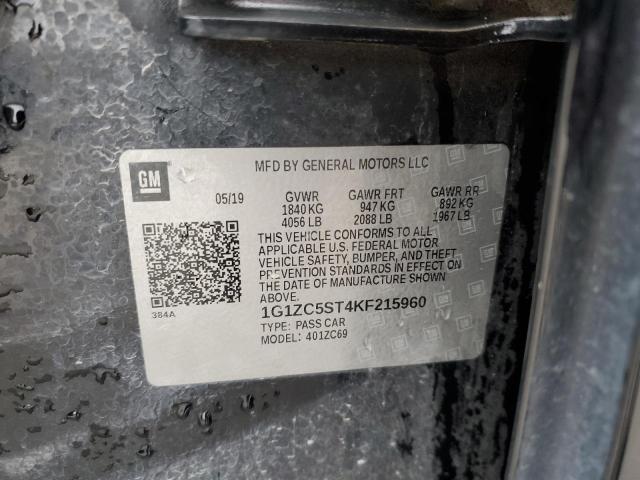 GM
MFD BY GENERAL MOTORS LLC
05/19 GVWR GAWR FRT GAWR RR
1840 KG 947 KG 892 KG
4056 LB 2088 LB 1967 LB
THIS VEHICLE CONFORMS TO ALL
APPLICABLE U.S. FEDERAL MOTOR
VEHICLE SAFETY, BUMPER, AND THEFT
PREVENTION STANDARDS IN EFFECT ON
THE DATE OF MANUFACTURE SHOWN
ABOVE.
384A
1G1ZC5ST4KF215960
TYPE: PASS CAR
MODEL: 401ZC69